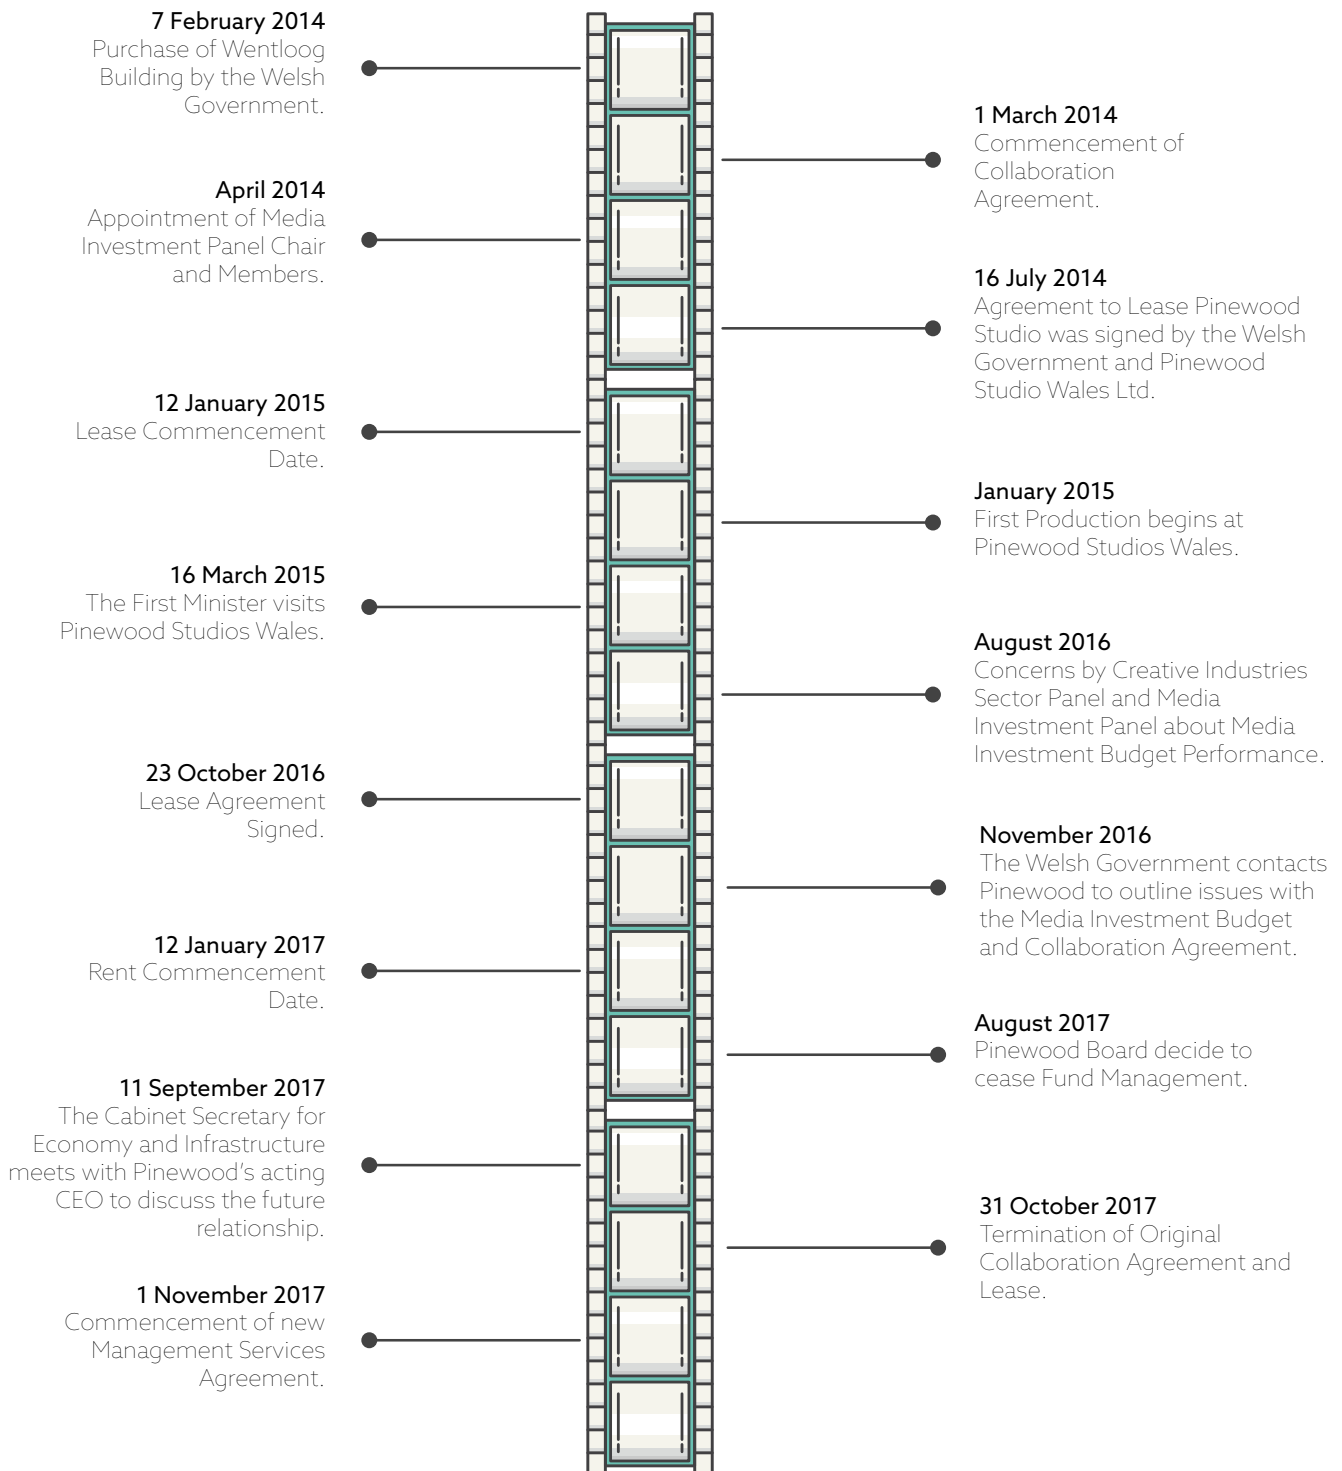 7 February 2014
Purchase of Wentloog
Building by the Welsh
Government.
1 March 2014
Commencement of
Collaboration
Agreement.
April 2014
Appointment of Media
Investment Panel Chair
and Members.
16 July 2014
Agreement to Lease Pinewood
Studio was signed by the Welsh
Government and Pinewood
Studio Wales Ltd.
12 January 2015
Lease Commencement
Date.
January 2015
First Production begins at
Pinewood Studios Wales.
16 March 2015
The First Minister visits
Pinewood Studios Wales.
August 2016
Concerns by Creative Industries
Sector Panel and Media
Investment Panel about Media
Investment Budget Performance.
23 October 2016
Lease Agreement
Signed.
November 2016
The Welsh Government contacts
Pinewood to outline issues with
the Media Investment Budget
and Collaboration Agreement.
12 January 2017
Rent Commencement
Date.
August 2017
Pinewood Board decide to
cease Fund Management.
11 September 2017
The Cabinet Secretary for
Economy and Infrastructure
meets with Pinewood's acting
CEO to discuss the future
relationship.
31 October 2017
Termination of Original
Collaboration Agreement and
Lease.
1 November 2017
Commencement of new
Management Services
Agreement.